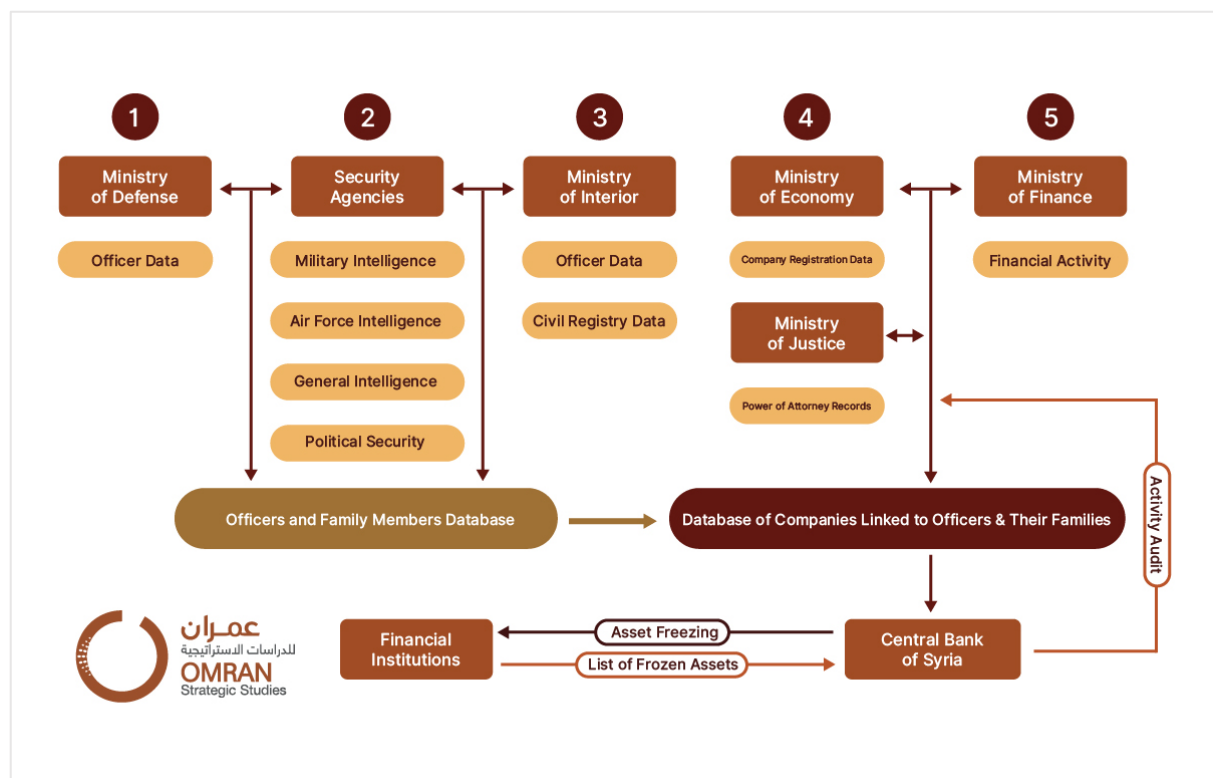 1
2
3
4
5
Ministry
of Defense
Security
Agencies
Ministry
of Interior
Ministry
of Economy
Ministry
of Finance
Officer Data
Military Intelligence
Officer Data
Company Registration Data
Financial Activity
Air Force Intelligence
Civil Registry Data
Ministry
of Justice
General Intelligence
Power of Attorney Records
Political Security
Activity Audit
Officers and Family Members Database
Database of Companies Linked to Officers & Their Families
Financial
Institutions
Asset Freezing
List of Frozen Assets
Central Bank
of Syria
عمران
للدراسات الاستراتيجية
OMRAN
Strategic Studies